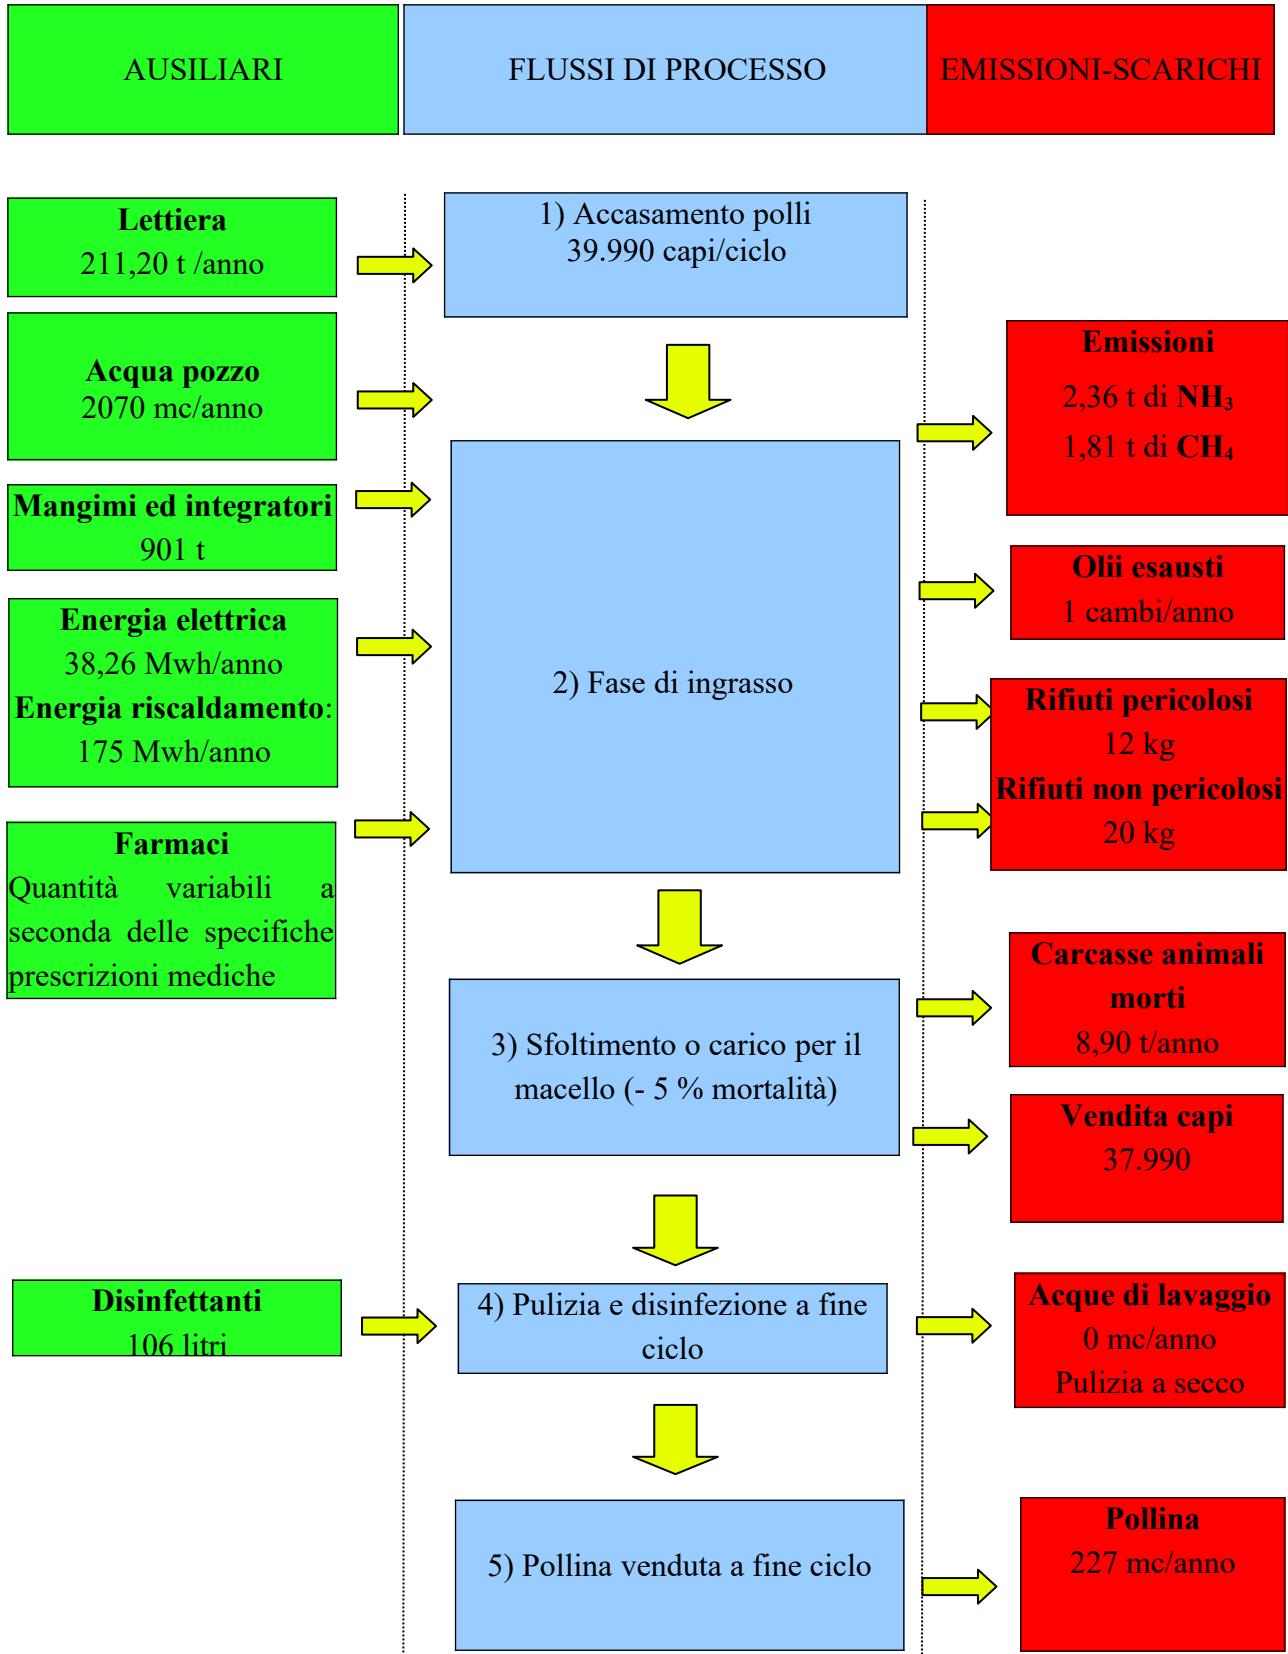 AUSILIARI
FLUSSI DI PROCESSO
EMISSIONI-SCARICHI
Lettiera
211,20 t /anno
1) Accasamento polli
39.990 capi/ciclo
Acqua pozzo
2070 mc/anno
Emissioni
2,36 t di NH₃
1,81 t di CH₄
Mangimi ed integratori
901 t
Energia elettrica
38,26 Mwh/anno
Energia riscaldamento:
175 Mwh/anno
2) Fase di ingrasso
Olii esausti
1 cambi/anno
Rifiuti pericolosi
12 kg
Rifiuti non pericolosi
20 kg
Farmaci
Quantità variabili a
seconda delle specifiche
prescrizioni mediche
3) Sfoltimento o carico per il
macello (- 5 % mortalità)
Carcasse animali
morti
8,90 t/anno
Vendita capi
37.990
Disinfettanti
106 litri
4) Pulizia e disinfezione a fine
ciclo
Acque di lavaggio
0 mc/anno
Pulizia a secco
5) Pollina venduta a fine ciclo
Pollina
227 mc/anno